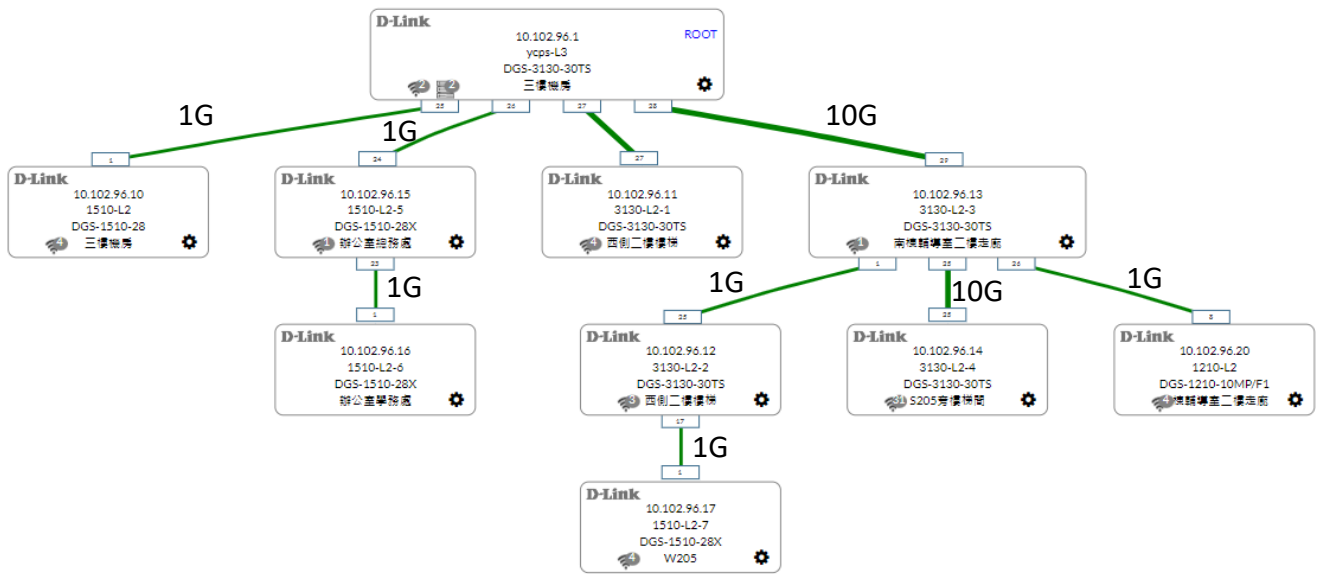 D-Link
10.102.96.1
ROOT
ycps-L3
DGS-3130-30TS
2 2 三樓機房
25 26 27 28
1G 1G 10G
1 24 27 29
D-Link
10.102.96.10
1510-L2
DGS-1510-28
4 三樓機房
D-Link
10.102.96.15
1510-L2-5
DGS-1510-28X
1 辦公室總務處
23
D-Link
10.102.96.11
3130-L2-1
DGS-3130-30TS
4 西側二樓樓梯
D-Link
10.102.96.13
3130-L2-3
DGS-3130-30TS
1 南棟輔導室二樓走廊
1 25 26
1G 1G 10G 1G
1 25 25 8
D-Link
10.102.96.16
1510-L2-6
DGS-1510-28X
辦公室學務處
D-Link
10.102.96.12
3130-L2-2
DGS-3130-30TS
3 西側二樓樓梯
17
D-Link
10.102.96.14
3130-L2-4
DGS-3130-30TS
31 S205旁樓梯間
D-Link
10.102.96.20
1210-L2
DGS-1210-10MP/F1
4 棟輔導室二樓走廊
1G
1
D-Link
10.102.96.17
1510-L2-7
DGS-1510-28X
4 W205